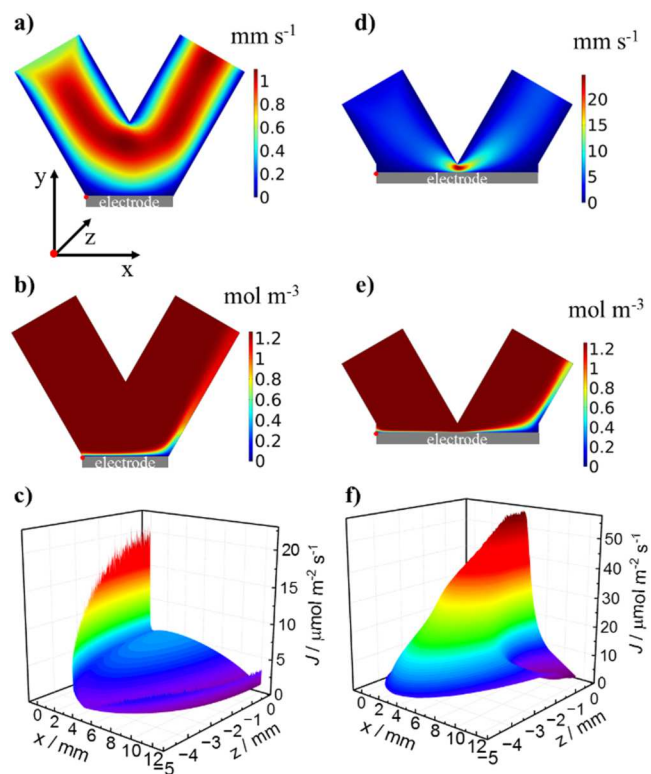 a)
mm s⁻¹
1
0.8
0.6
0.4
0.2
0
electrode
y
z
x
d)
mm s⁻¹
20
15
10
5
0
electrode
b)
mol m⁻³
1.2
1
0.8
0.6
0.4
0.2
0
electrode
e)
mol m⁻³
1.2
1
0.8
0.6
0.4
0.2
0
electrode
c)
20
15
10
5
0
J / μmol m⁻² s⁻¹
0 2 4 6 8 10 12
x / mm
-5 -4 -3 -2 -1 0
z / mm
f)
50
40
30
20
10
0
J / μmol m⁻² s⁻¹
0 2 4 6 8 10 12
x / mm
-5 -4 -3 -2 -1 0
z / mm